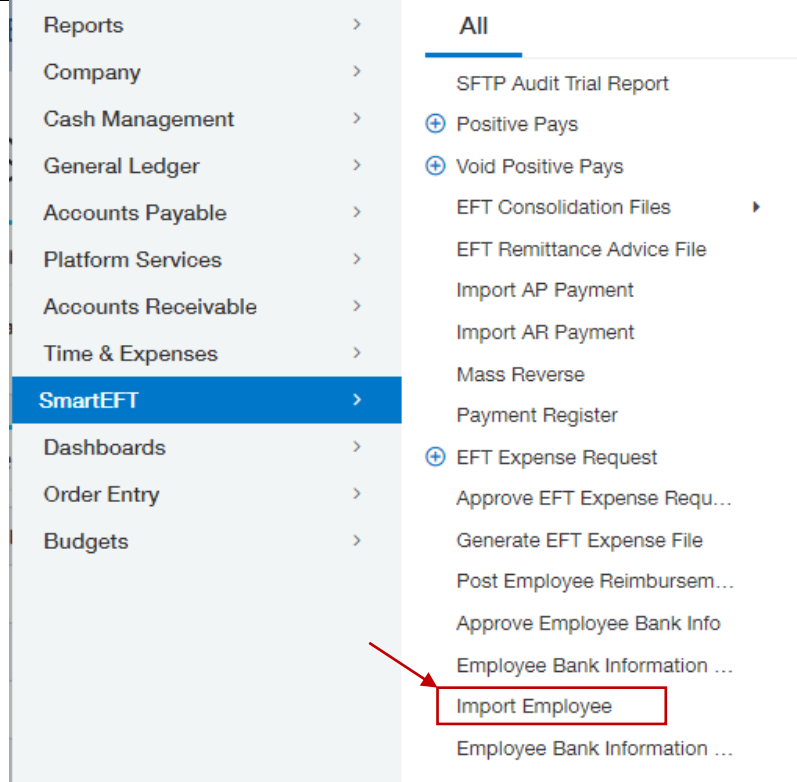 Reports
Company
Cash Management
General Ledger
Accounts Payable
Platform Services
Accounts Receivable
Time & Expenses
SmartEFT
Dashboards
Order Entry
Budgets
All
SFTP Audit Trial Report
Positive Pays
Void Positive Pays
EFT Consolidation Files
EFT Remittance Advice File
Import AP Payment
Import AR Payment
Mass Reverse
Payment Register
EFT Expense Request
Approve EFT Expense Requ...
Generate EFT Expense File
Post Employee Reimbursem...
Approve Employee Bank Info
Employee Bank Information ...
Import Employee
Employee Bank Information ...